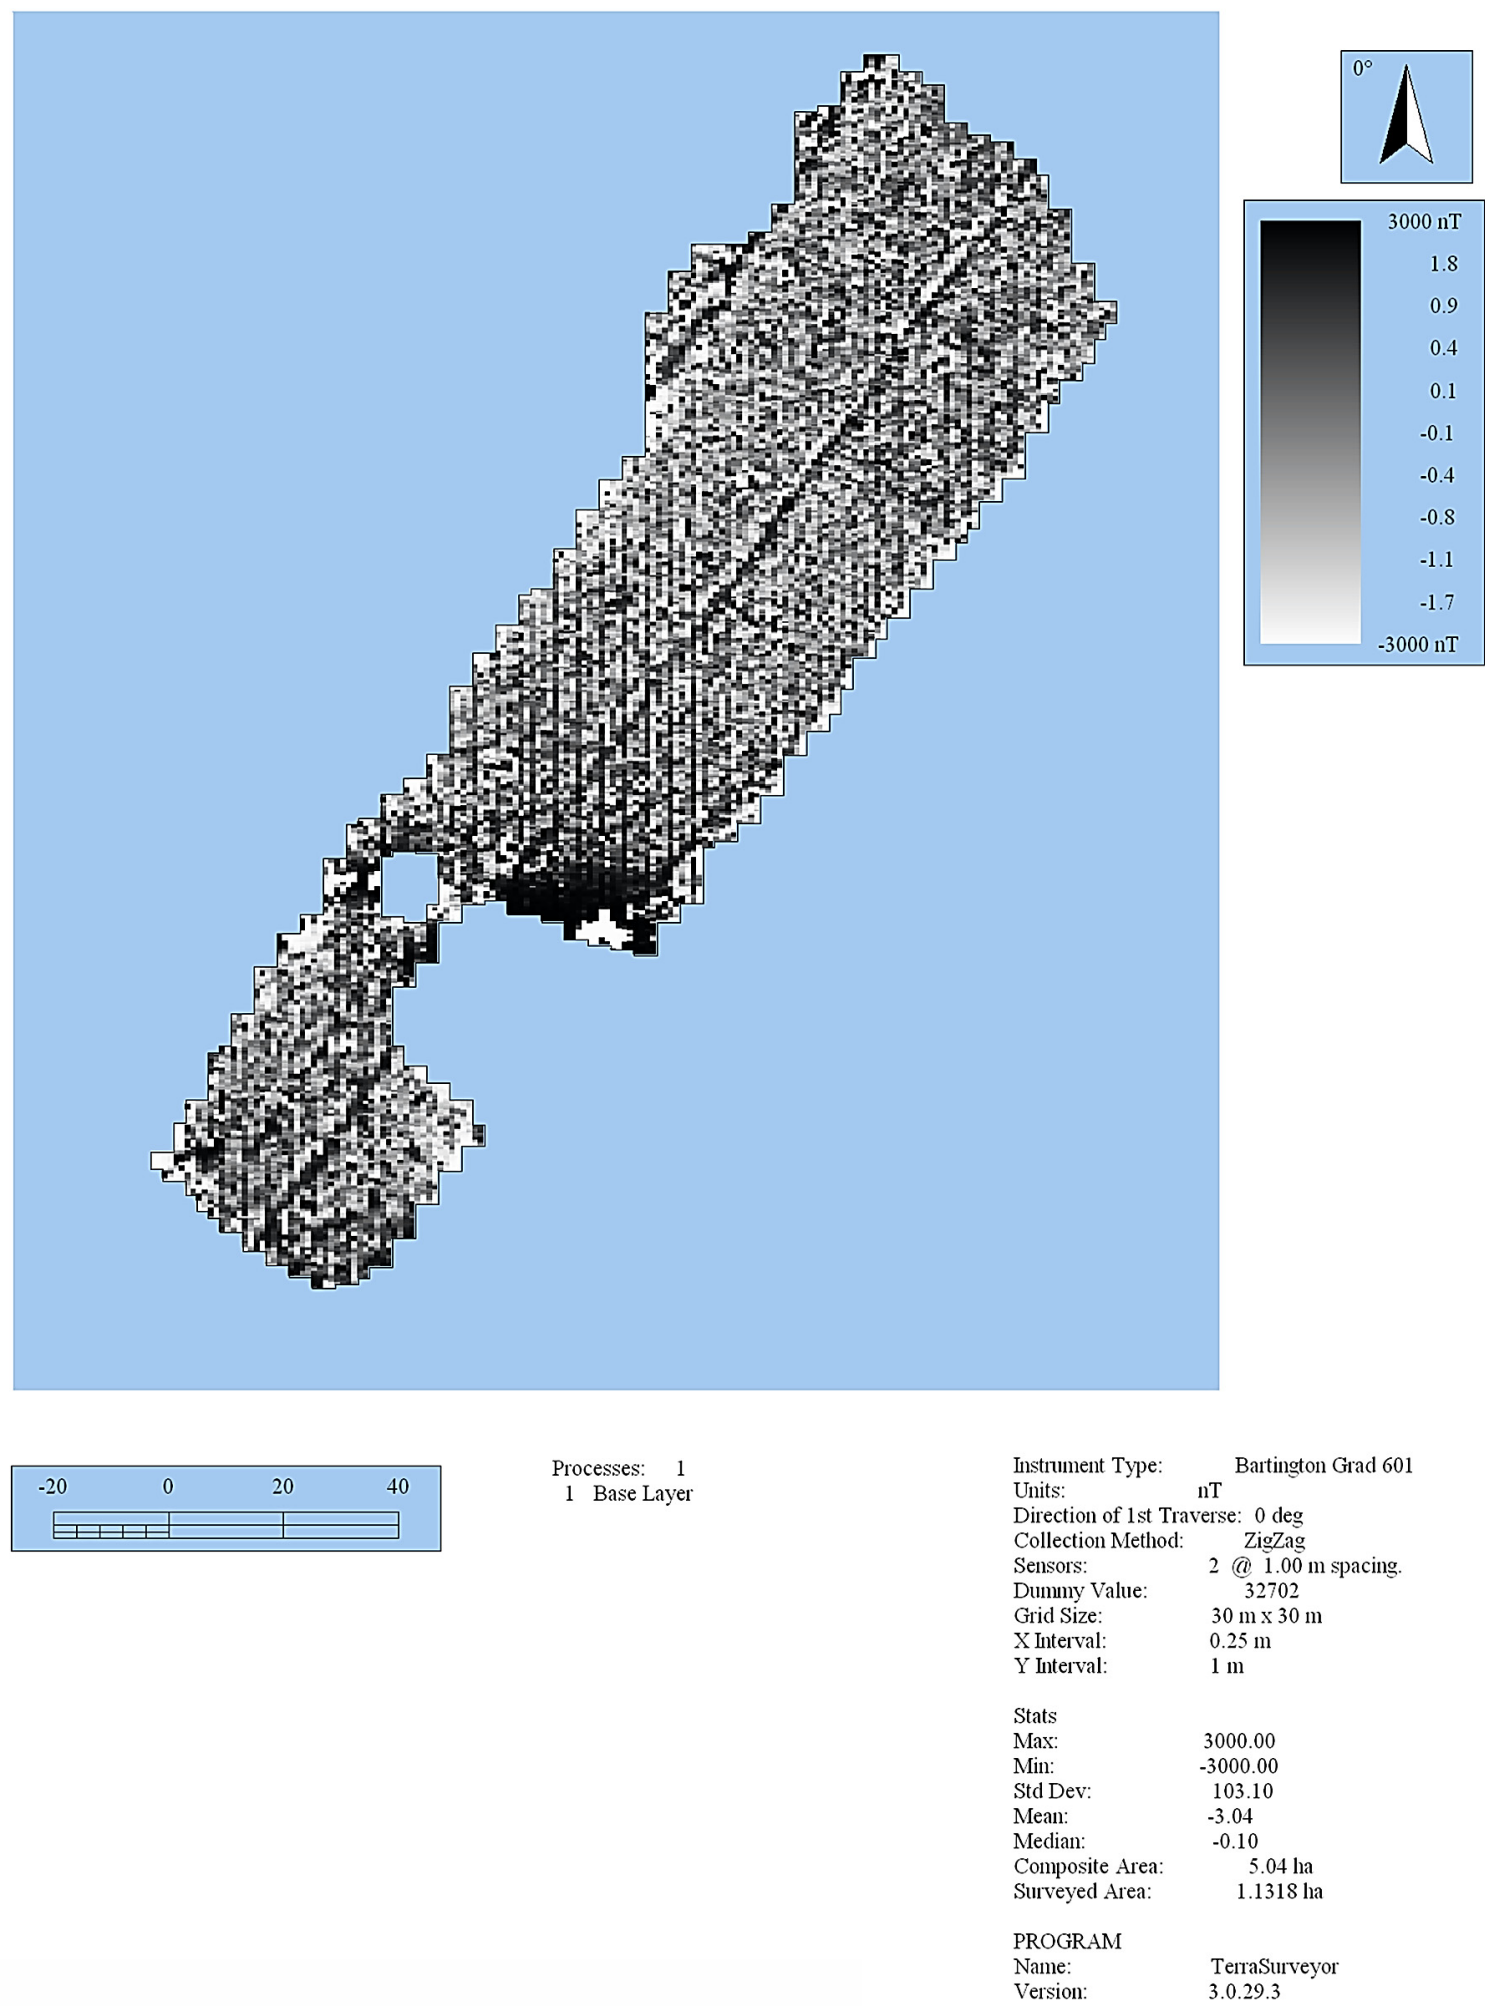 0°
3000 nT
1.8
0.9
0.4
0.1
-0.1
-0.4
-0.8
-1.1
-1.7
-3000 nT
-20 0 20 40
Processes: 1
1 Base Layer
Instrument Type: Bartington Grad 601
Units: nT
Direction of 1st Traverse: 0 deg
Collection Method: ZigZag
Sensors: 2 @ 1.00 m spacing.
Dummy Value: 32702
Grid Size: 30 m x 30 m
X Interval: 0.25 m
Y Interval: 1 m
Stats
Max: 3000.00
Min: -3000.00
Std Dev: 103.10
Mean: -3.04
Median: -0.10
Composite Area: 5.04 ha
Surveyed Area: 1.1318 ha
PROGRAM
Name: TerraSurveyor
Version: 3.0.29.3